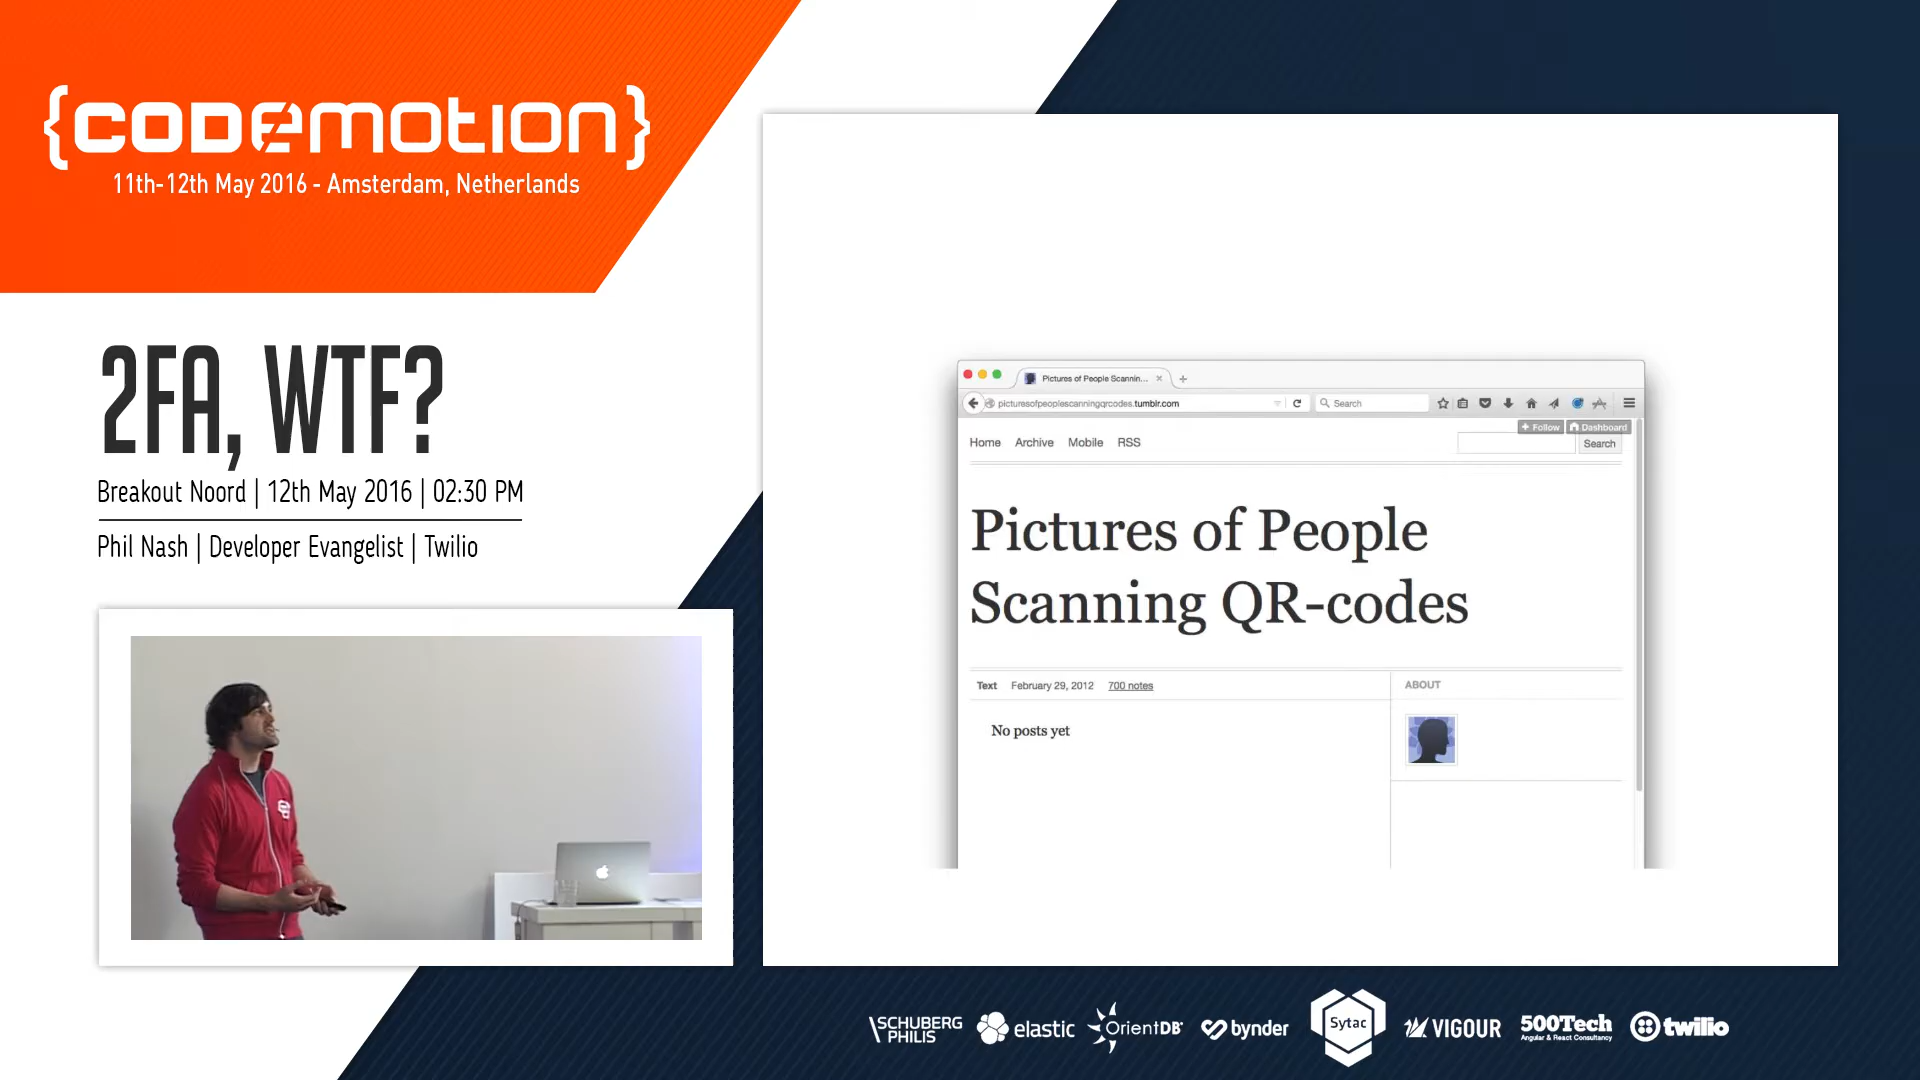 {codemotion}
11th-12th May 2016 - Amsterdam, Netherlands
2FA, WTF?
Breakout Noord | 12th May 2016 | 02:30 PM
Phil Nash | Developer Evangelist | Twilio
Pictures of People Scannin...
picturesofpeoplescanningqrcodes.tumblr.com
Search
+ Follow
Dashboard
Home Archive Mobile RSS
Search
Pictures of People
Scanning QR-codes
Text February 29, 2012 700 notes
ABOUT
No posts yet
SCHUBERG
PHILIS
elastic
OrientDB
bynder
Sytac
VIGOUR
500Tech
Angular & React Consultancy
twilio